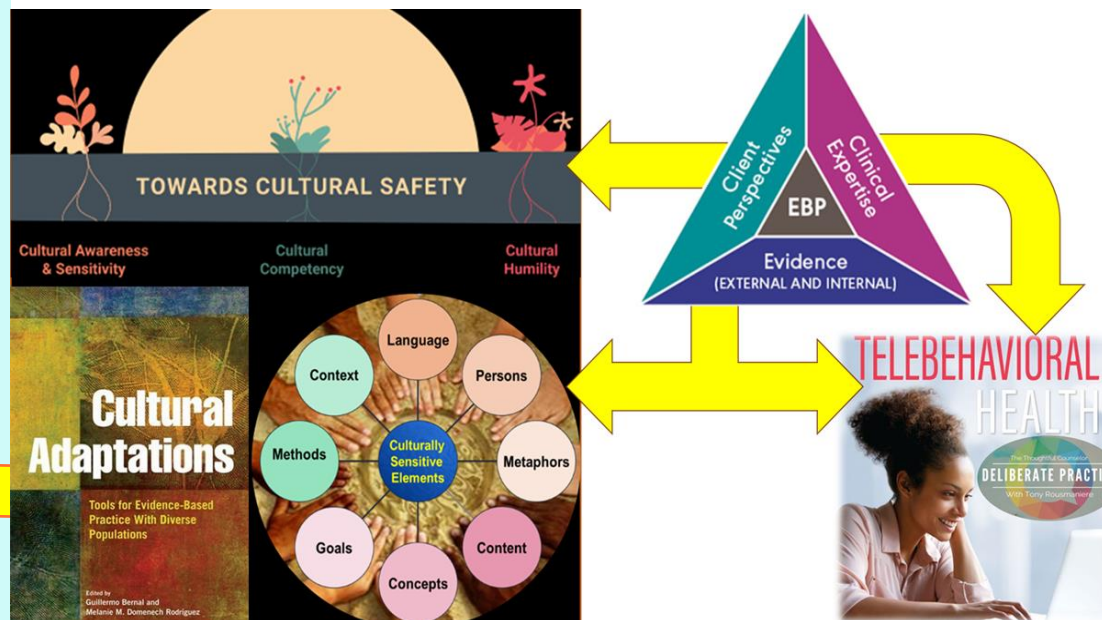 TOWARDS CULTURAL SAFETY
Cultural Awareness
& Sensitivity
Cultural
Competency
Cultural
Humility
Cultural
Adaptations
Tools for Evidence-Based
Practice With Diverse
Populations
Edited by
Guillermo Bernal and
Melanie M. Domenech Rodríguez
Language
Context
Persons
Methods
Culturally
Sensitive
Elements
Metaphors
Goals
Content
Concepts
Client
Perspectives
Clinical
Expertise
EBP
Evidence
(EXTERNAL AND INTERNAL)
TELEBEHAVIORAL
HEALTH
The Thoughtful Counselor
DELIBERATE PRACTI
With Tony Rousmaniere